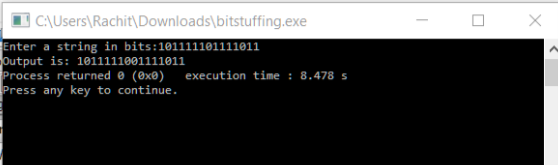 C:\Users\Rachit\Downloads\bitstuffing.exe
Enter a string in bits:101111101111011
Output is: 1011111001111011
Process returned 0 (0x0)   execution time : 8.478 s
Press any key to continue.